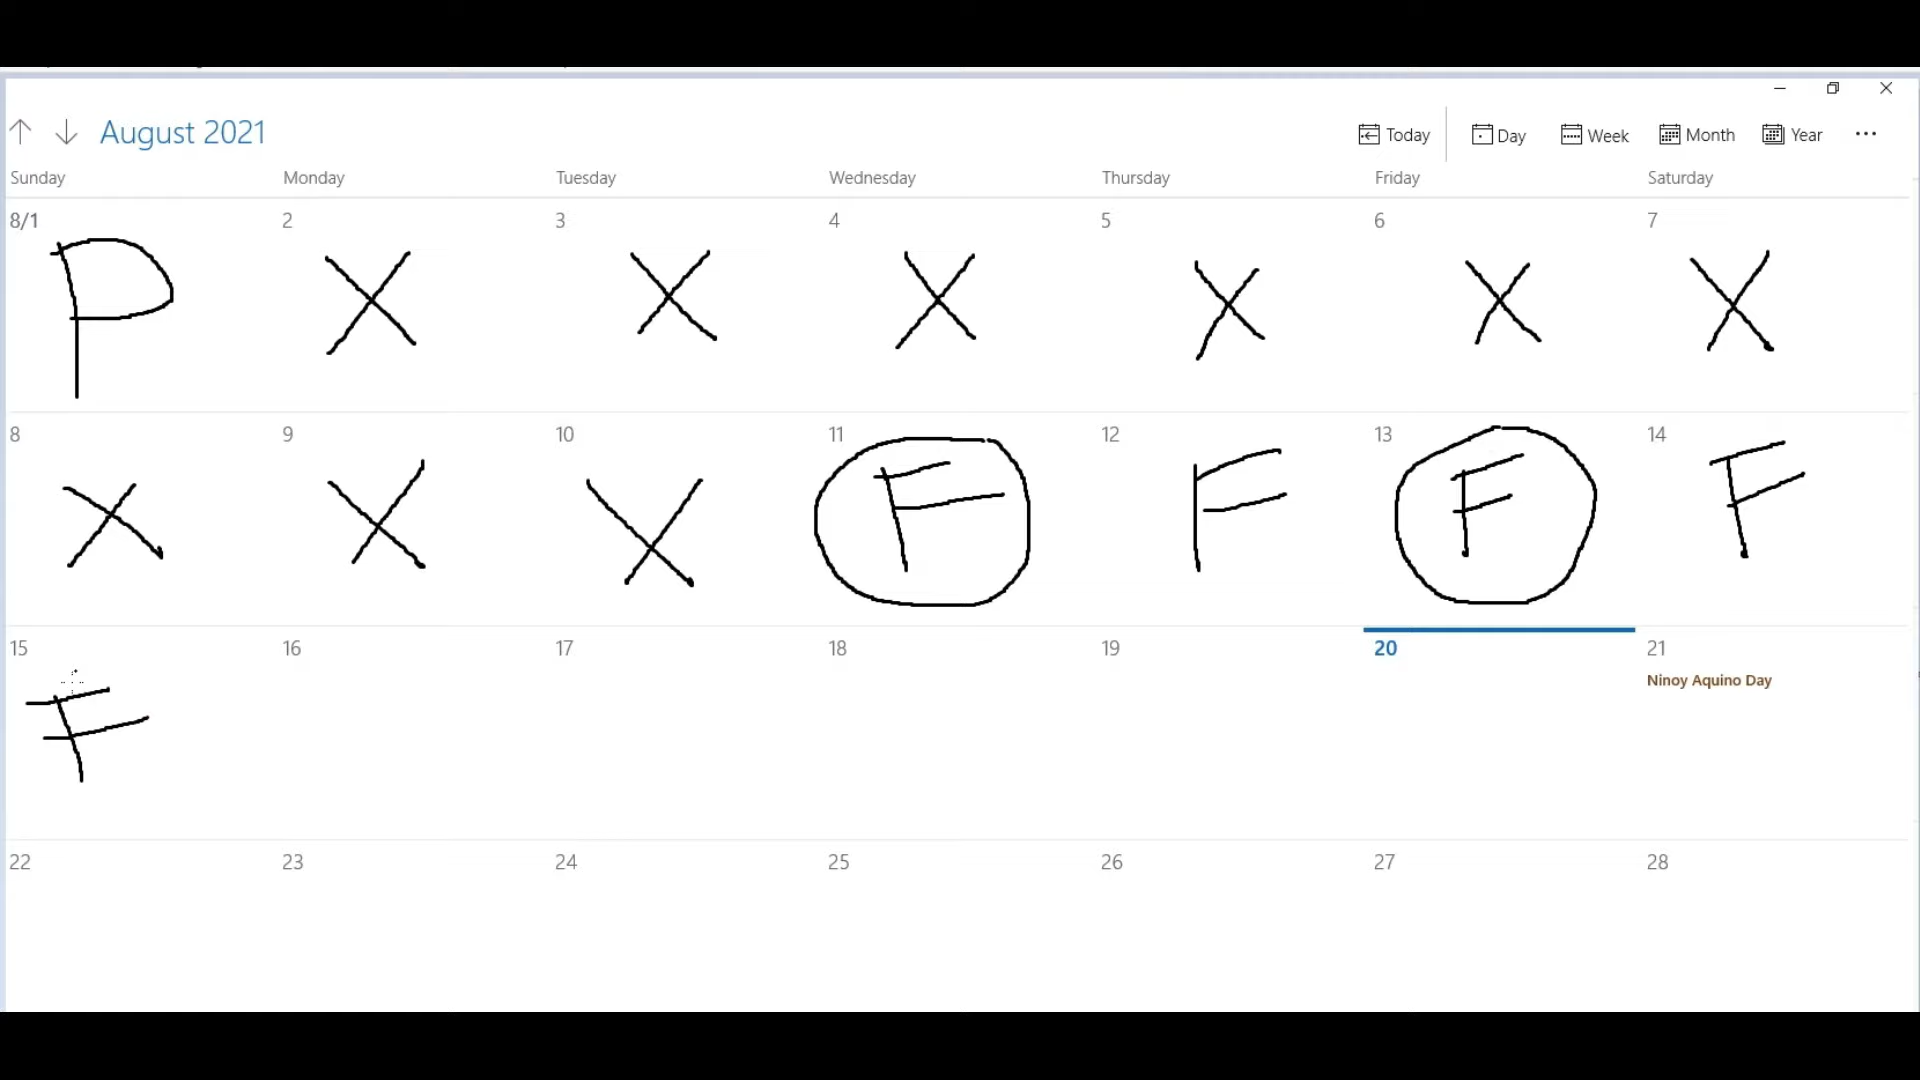 August 2021
Today Day Week Month Year
Sunday Monday Tuesday Wednesday Thursday Friday Saturday
8/1 2 3 4 5 6 7
P X X X X X X
8 9 10 11 12 13 14
X X X F F F F
15 16 17 18 19 20 21
Ninoy Aquino Day
F
22 23 24 25 26 27 28